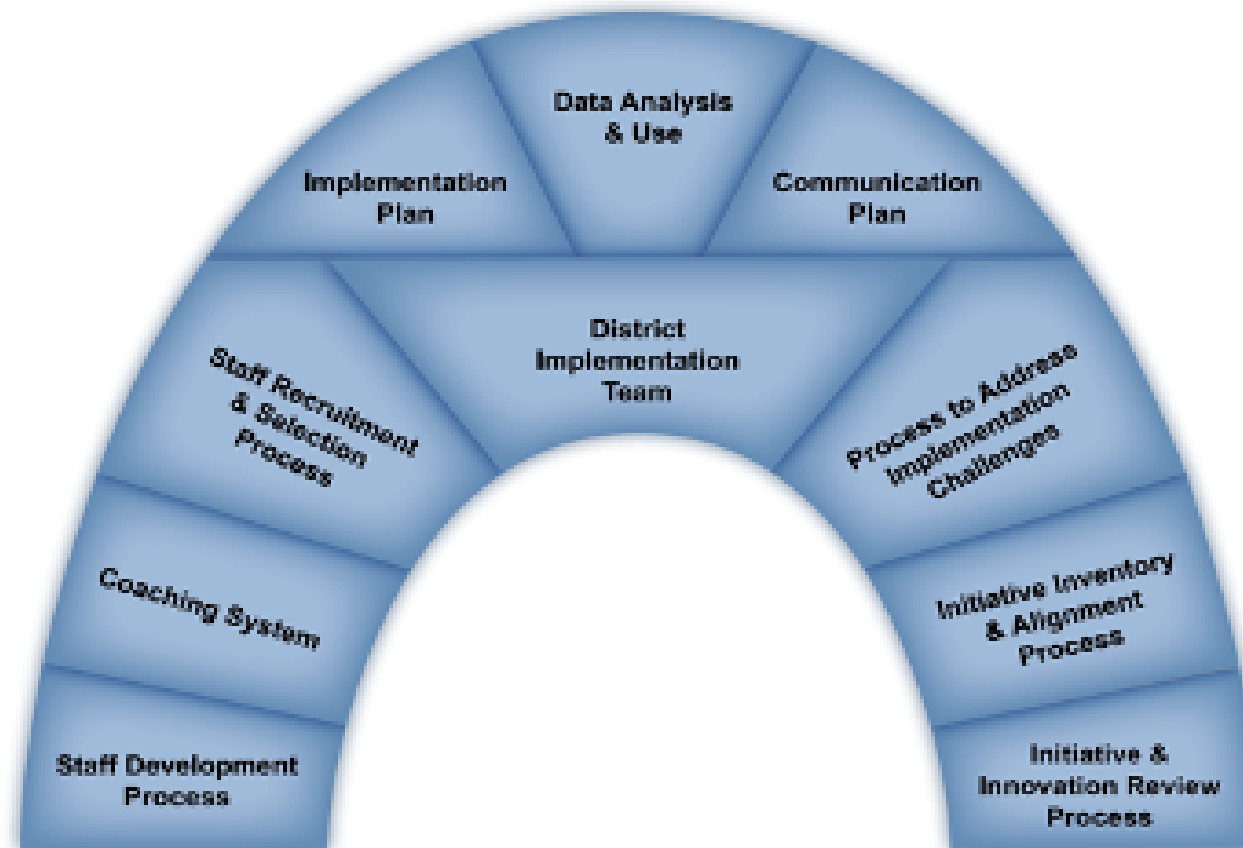 Data Analysis
& Use
Implementation
Plan
Communication
Plan
District
Implementation
Team
Staff Recruitment
& Selection
Process
Process to Address
Implementation
Challenges
Coaching System
Initiative Inventory
& Alignment
Process
Staff Development
Process
Initiative &
Innovation Review
Process